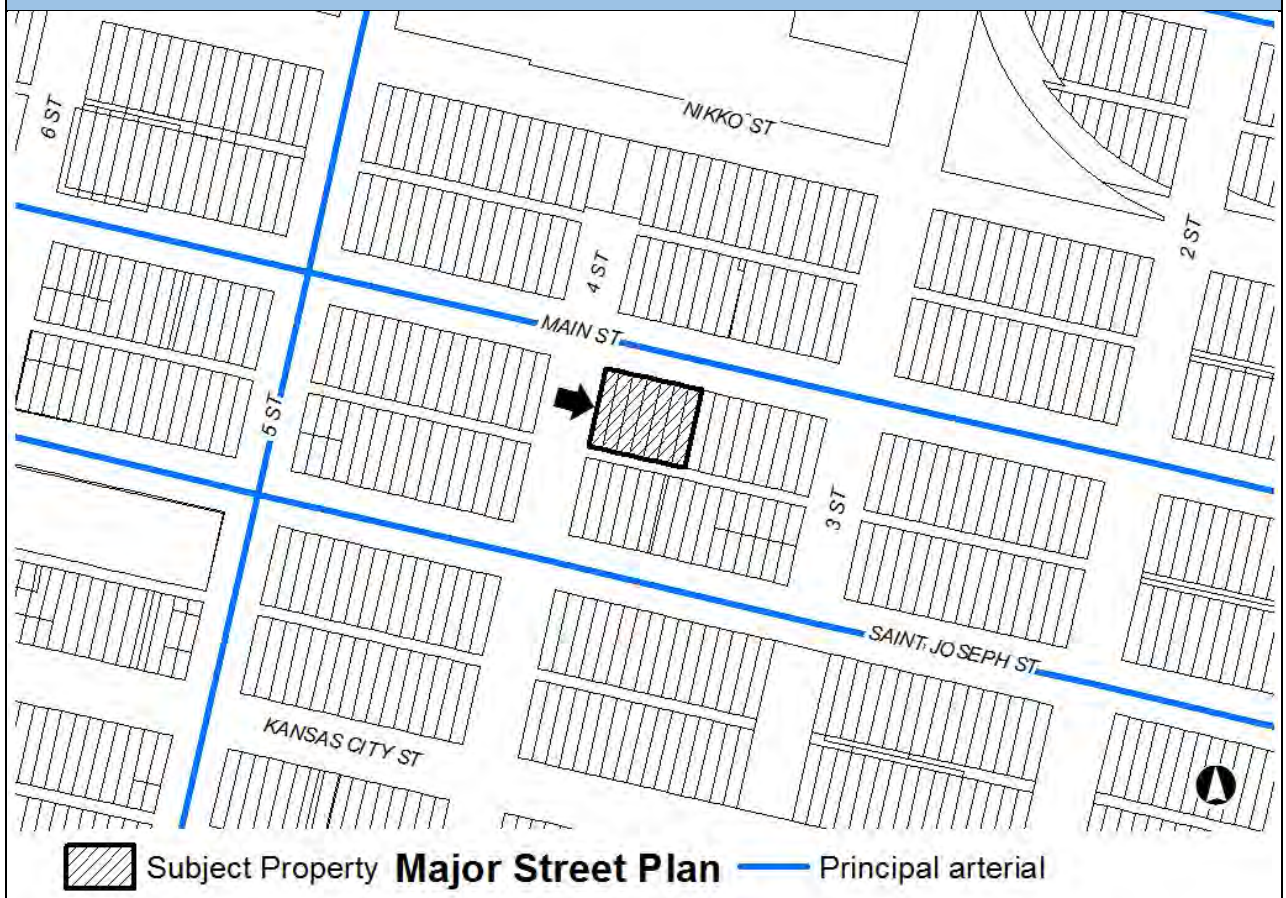 NIKKO ST
6 ST
2 ST
4 ST
MAIN ST
5 ST
3 ST
SAINT JOSEPH ST
KANSAS CITY ST
Subject Property Major Street Plan Principal arterial